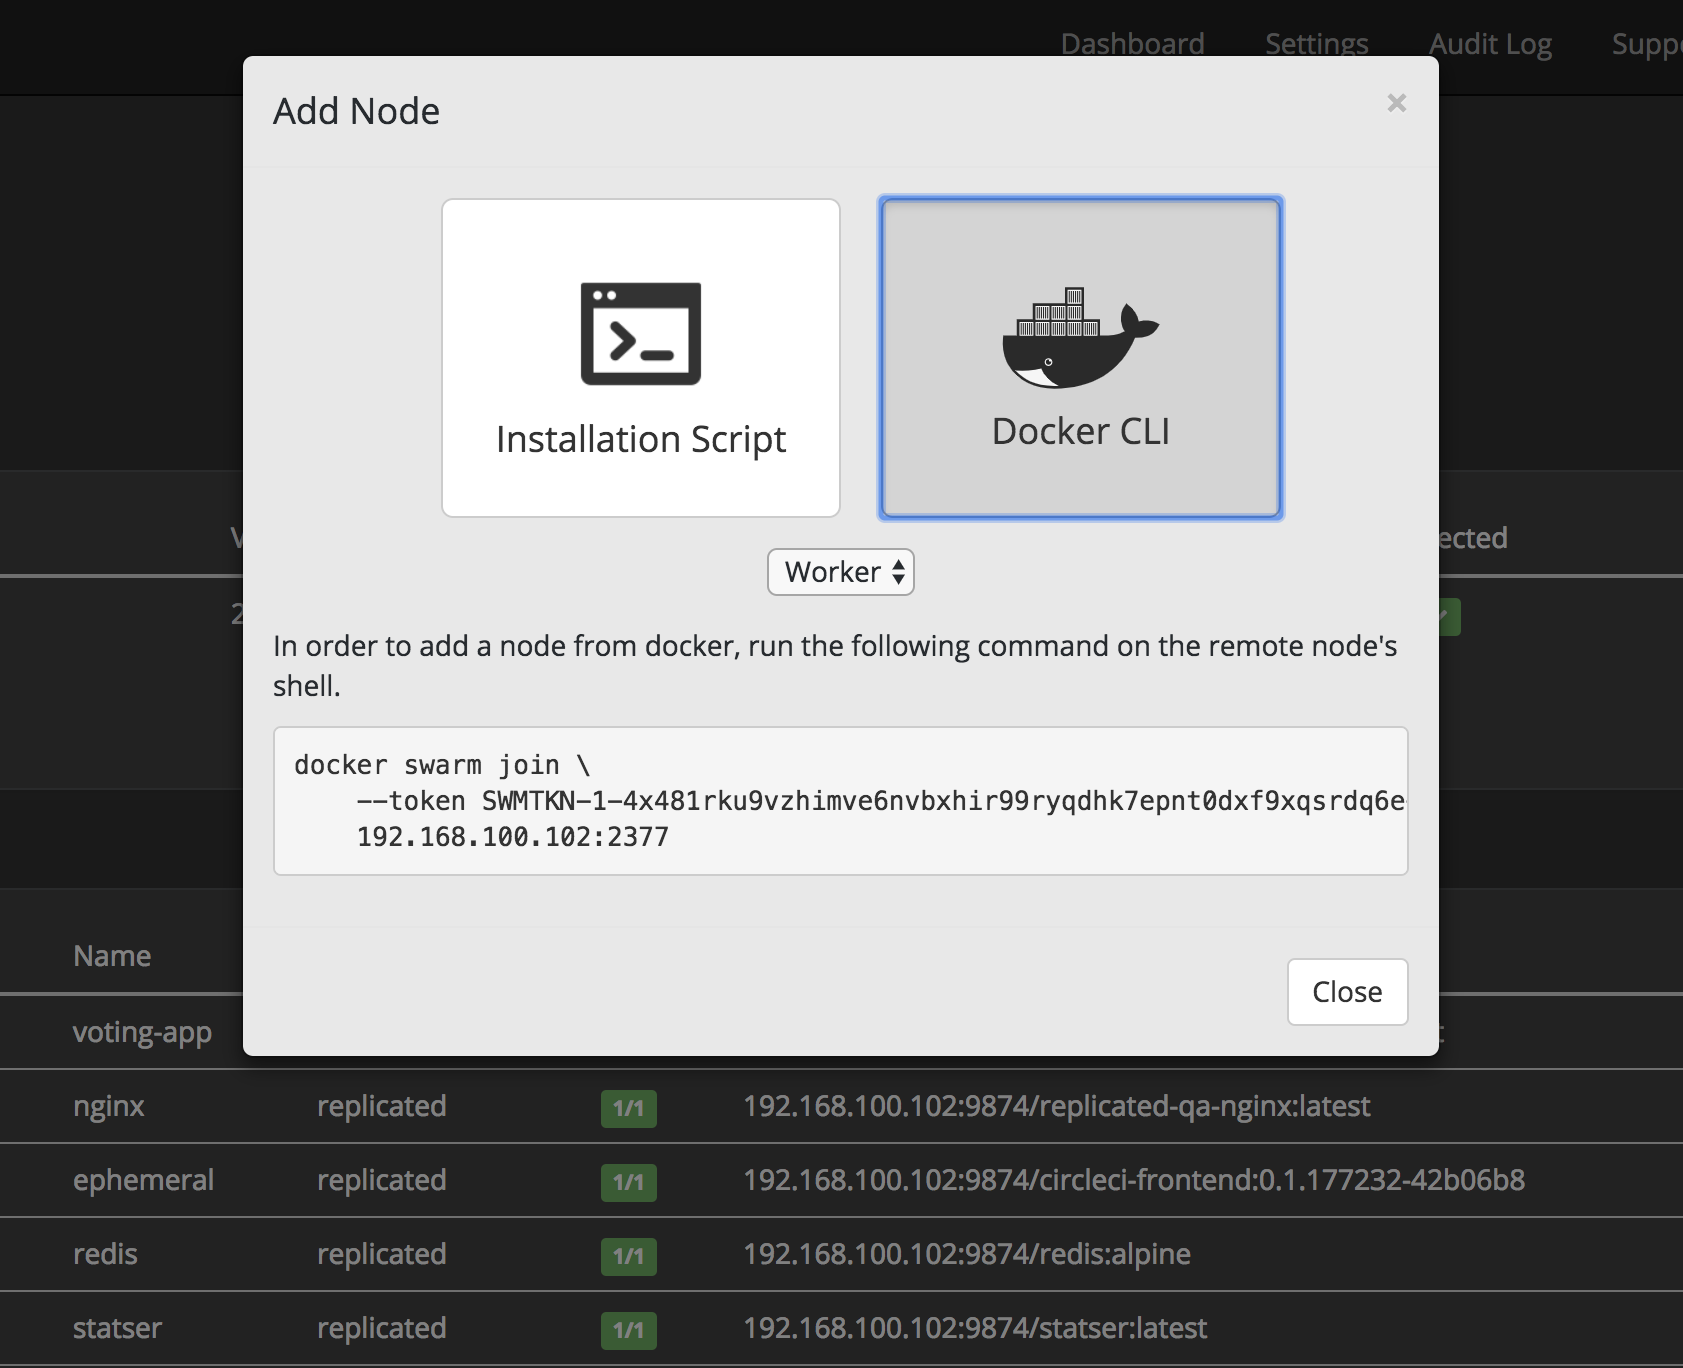 Dashboard Settings Audit Log
Add Node
×
Installation Script
Docker CLI
Worker
ected
In order to add a node from docker, run the following command on the remote node's
shell.
docker swarm join \
--token SWMTKN-1-4x481rku9vzhimve6nvbxhir99ryqdhk7epnt0dxf9xqsrdq6e
192.168.100.102:2377
Name
Close
voting-app
nginx replicated 1/1 192.168.100.102:9874/replicated-qa-nginx:latest
ephemeral replicated 1/1 192.168.100.102:9874/circleci-frontend:0.1.177232-42b06b8
redis replicated 1/1 192.168.100.102:9874/redis:alpine
statser replicated 1/1 192.168.100.102:9874/statser:latest